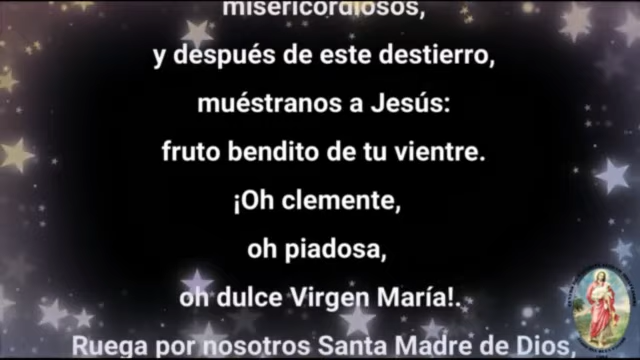 misericordiosos,
y después de este destierro,
muéstranos a Jesús:
fruto bendito de tu vientre.
¡Oh clemente,
oh piadosa,
oh dulce Virgen María!.
Ruega por nosotros Santa Madre de Dios,